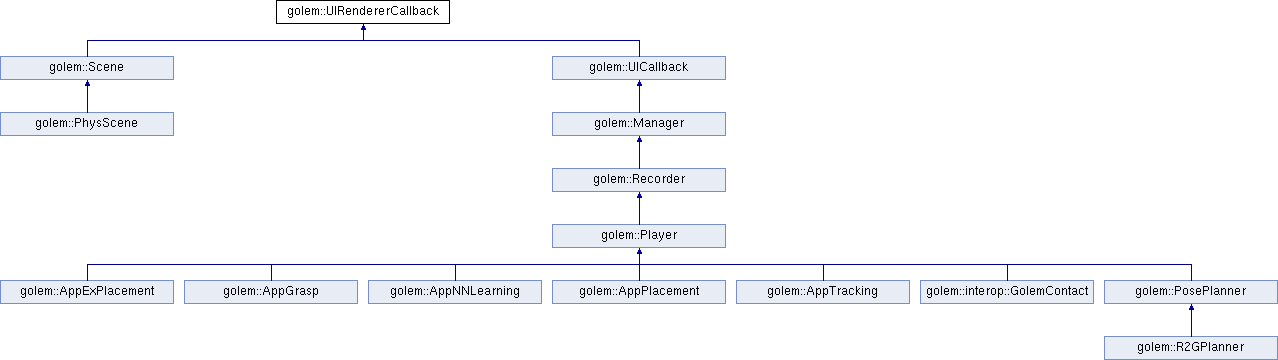 golem::UIRendererCallback
golem::Scene
golem::UICallback
golem::PhysScene
golem::Manager
golem::Recorder
golem::Player
golem::AppExPlacement
golem::AppGrasp
golem::AppNNLearning
golem::AppPlacement
golem::AppTracking
golem::interop::GolemContact
golem::PosePlanner
golem::R2GPlanner